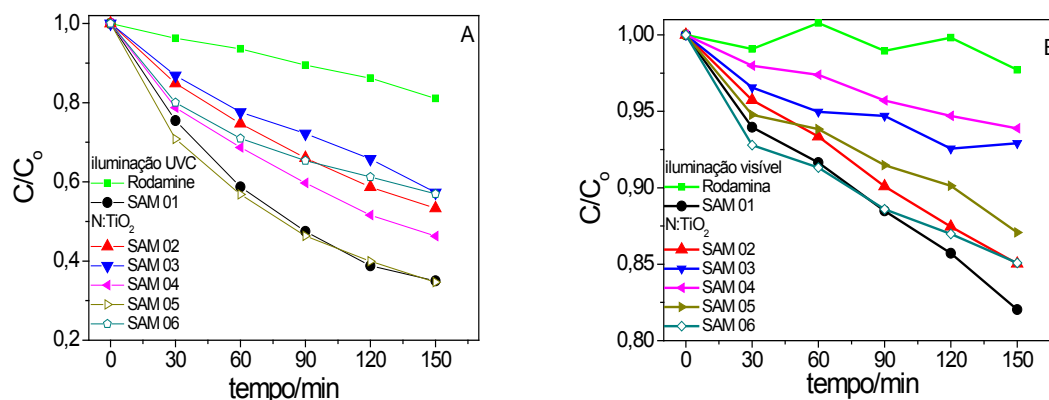 A
1,0
0,8
0,6
0,4
0,2
C/Co
iluminação UVC
Rodamine
SAM 01
N:TiO2
SAM 02
SAM 03
SAM 04
SAM 05
SAM 06
0 30 60 90 120 150
tempo/min
1,00
0,95
0,90
0,85
0,80
C/Co
iluminação visível
Rodamina
SAM 01
N:TiO2
SAM 02
SAM 03
SAM 04
SAM 05
SAM 06
0 30 60 90 120 150
tempo/min